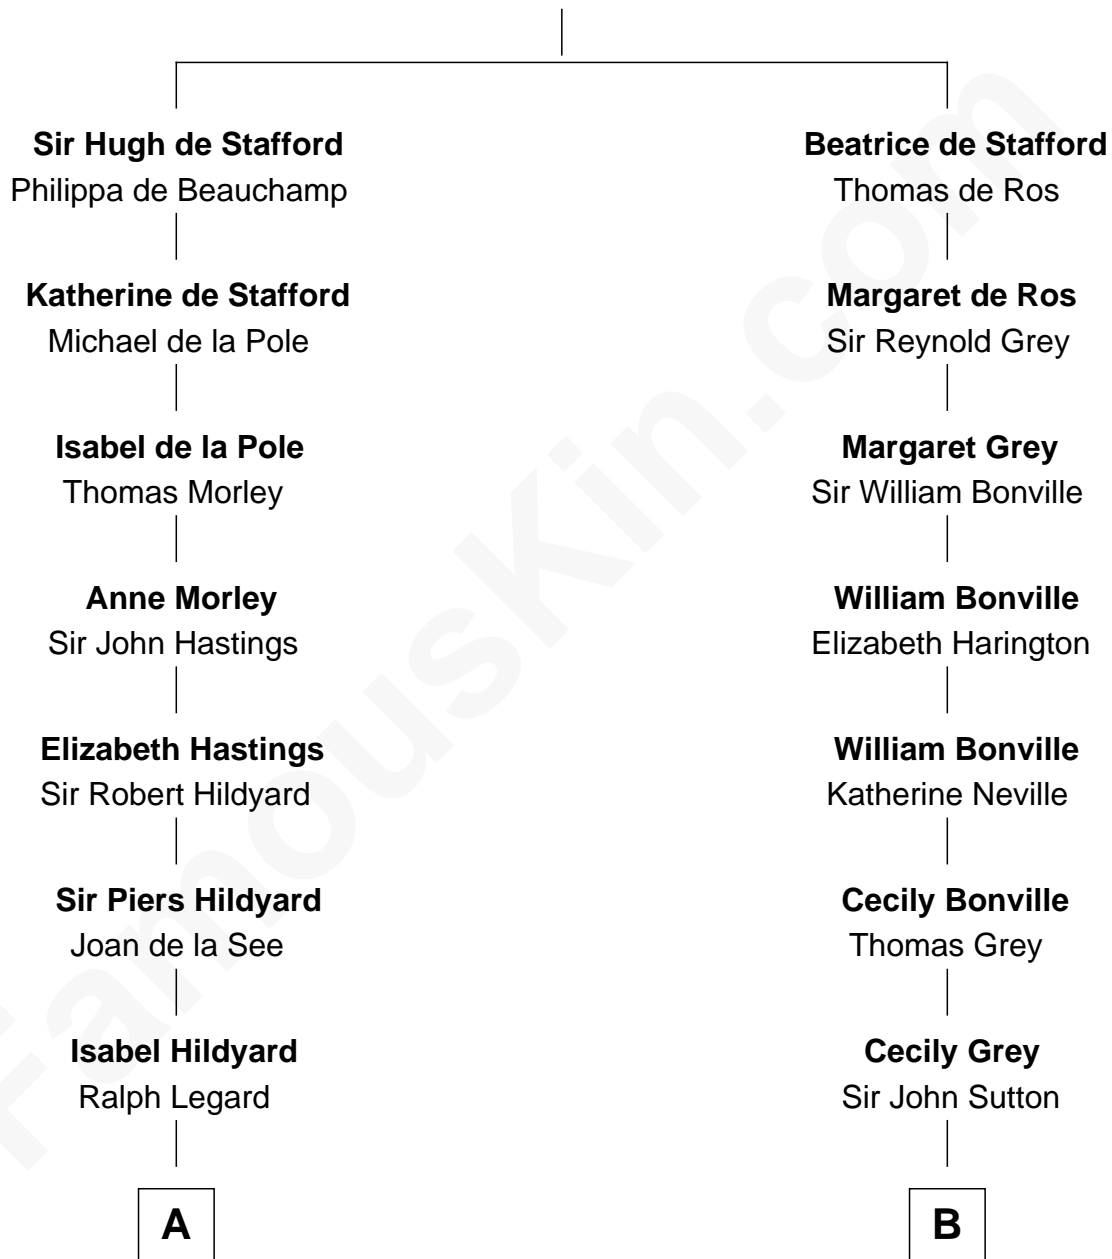 Sir Hugh de Stafford
Philippa de Beauchamp
Beatrice de Stafford
Thomas de Ros
Katherine de Stafford
Michael de la Pole
Margaret de Ros
Sir Reynold Grey
Isabel de la Pole
Thomas Morley
Margaret Grey
Sir William Bonville
Anne Morley
Sir John Hastings
William Bonville
Elizabeth Harington
Elizabeth Hastings
Sir Robert Hildyard
William Bonville
Katherine Neville
Sir Piers Hildyard
Joan de la See
Cecily Bonville
Thomas Grey
Isabel Hildyard
Ralph Legard
Cecily Grey
Sir John Sutton
A
B
FamousKin.com